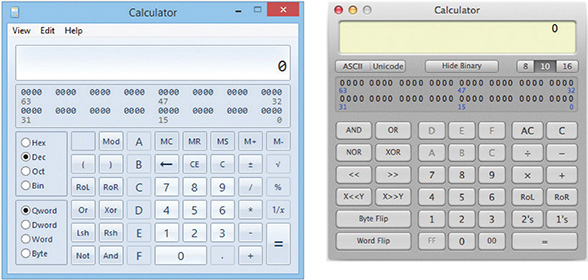 Calculator
View Edit Help
0
0000 0000 0000 0000 0000 0000 0000 0000
63 47 32
0000 0000 0000 0000 0000 0000 0000 0000
31 15 0
Hex
Dec
Oct
Bin
Qword
Dword
Word
Byte
Mod A MC MR MS M+ M-
( ) B ← CE C ± √
RoL RoR C 7 8 9 / %
Or Xor D 4 5 6 * 1/x
Lsh Rsh E 1 2 3 - =
Not And F 0 . +
Calculator
0
ASCII Unicode Hide Binary 8 10 16
0000 0000 0000 0000 0000 0000 0000 0000
63 47 32
0000 0000 0000 0000 0000 0000 0000 0000
31 15 0
AND OR D E F AC C
NOR XOR A B C ÷ −
<< >> 7 8 9 × +
X<<Y X>>Y 4 5 6 RoL RoR
Byte Flip 1 2 3 2's 1's
Word Flip FF 0 00 =